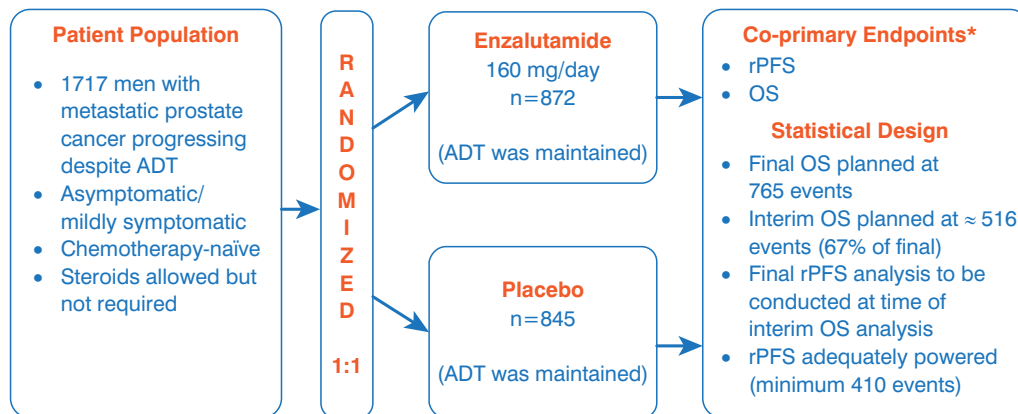 Patient Population
• 1717 men with
metastatic prostate
cancer progressing
despite ADT
• Asymptomatic/
mildly symptomatic
• Chemotherapy-naïve
• Steroids allowed but
not required
RANDOMIZED
1:1
Enzalutamide
160 mg/day
n=872
(ADT was maintained)
Placebo
n=845
(ADT was maintained)
Co-primary Endpoints*
• rPFS
• OS
Statistical Design
• Final OS planned at
765 events
• Interim OS planned at ≈ 516
events (67% of final)
• Final rPFS analysis to be
conducted at time of
interim OS analysis
• rPFS adequately powered
(minimum 410 events)